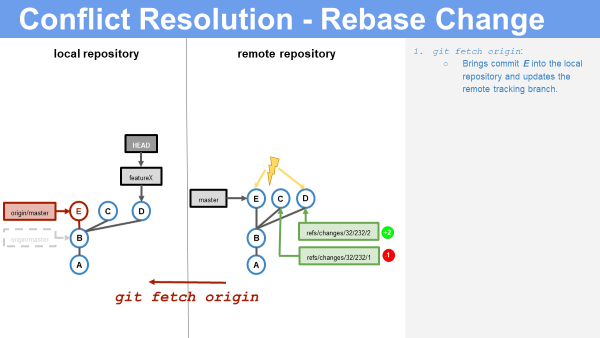 Conflict Resolution - Rebase Change
local repository
remote repository
1. git fetch origin:
○ Brings commit E into the local
repository and updates the
remote tracking branch.
HEAD
featureX
origin/master
E
C
D
origin/master
B
A
master
E
C
D
B
refs/changes/32/232/2
+2
A
refs/changes/32/232/1
1
git fetch origin